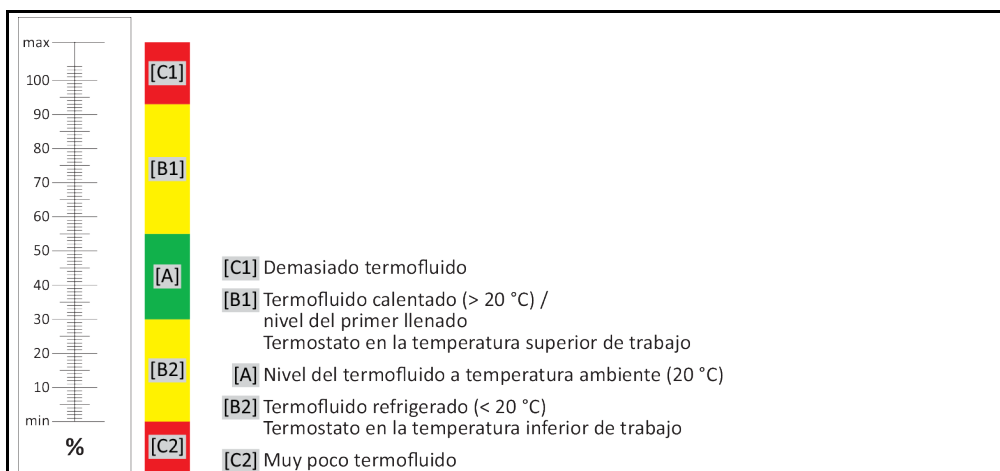 max
100
90
80
70
60
50
40
30
20
10
min
%
[C1]
[B1]
[A]
[B2]
[C2]
[C1] Demasiado termofluido
[B1] Termofluido calentado (> 20 °C) /
nivel del primer llenado
Termostato en la temperatura superior de trabajo
[A] Nivel del termofluido a temperatura ambiente (20 °C)
[B2] Termofluido refrigerado (< 20 °C)
Termostato en la temperatura inferior de trabajo
[C2] Muy poco termofluido